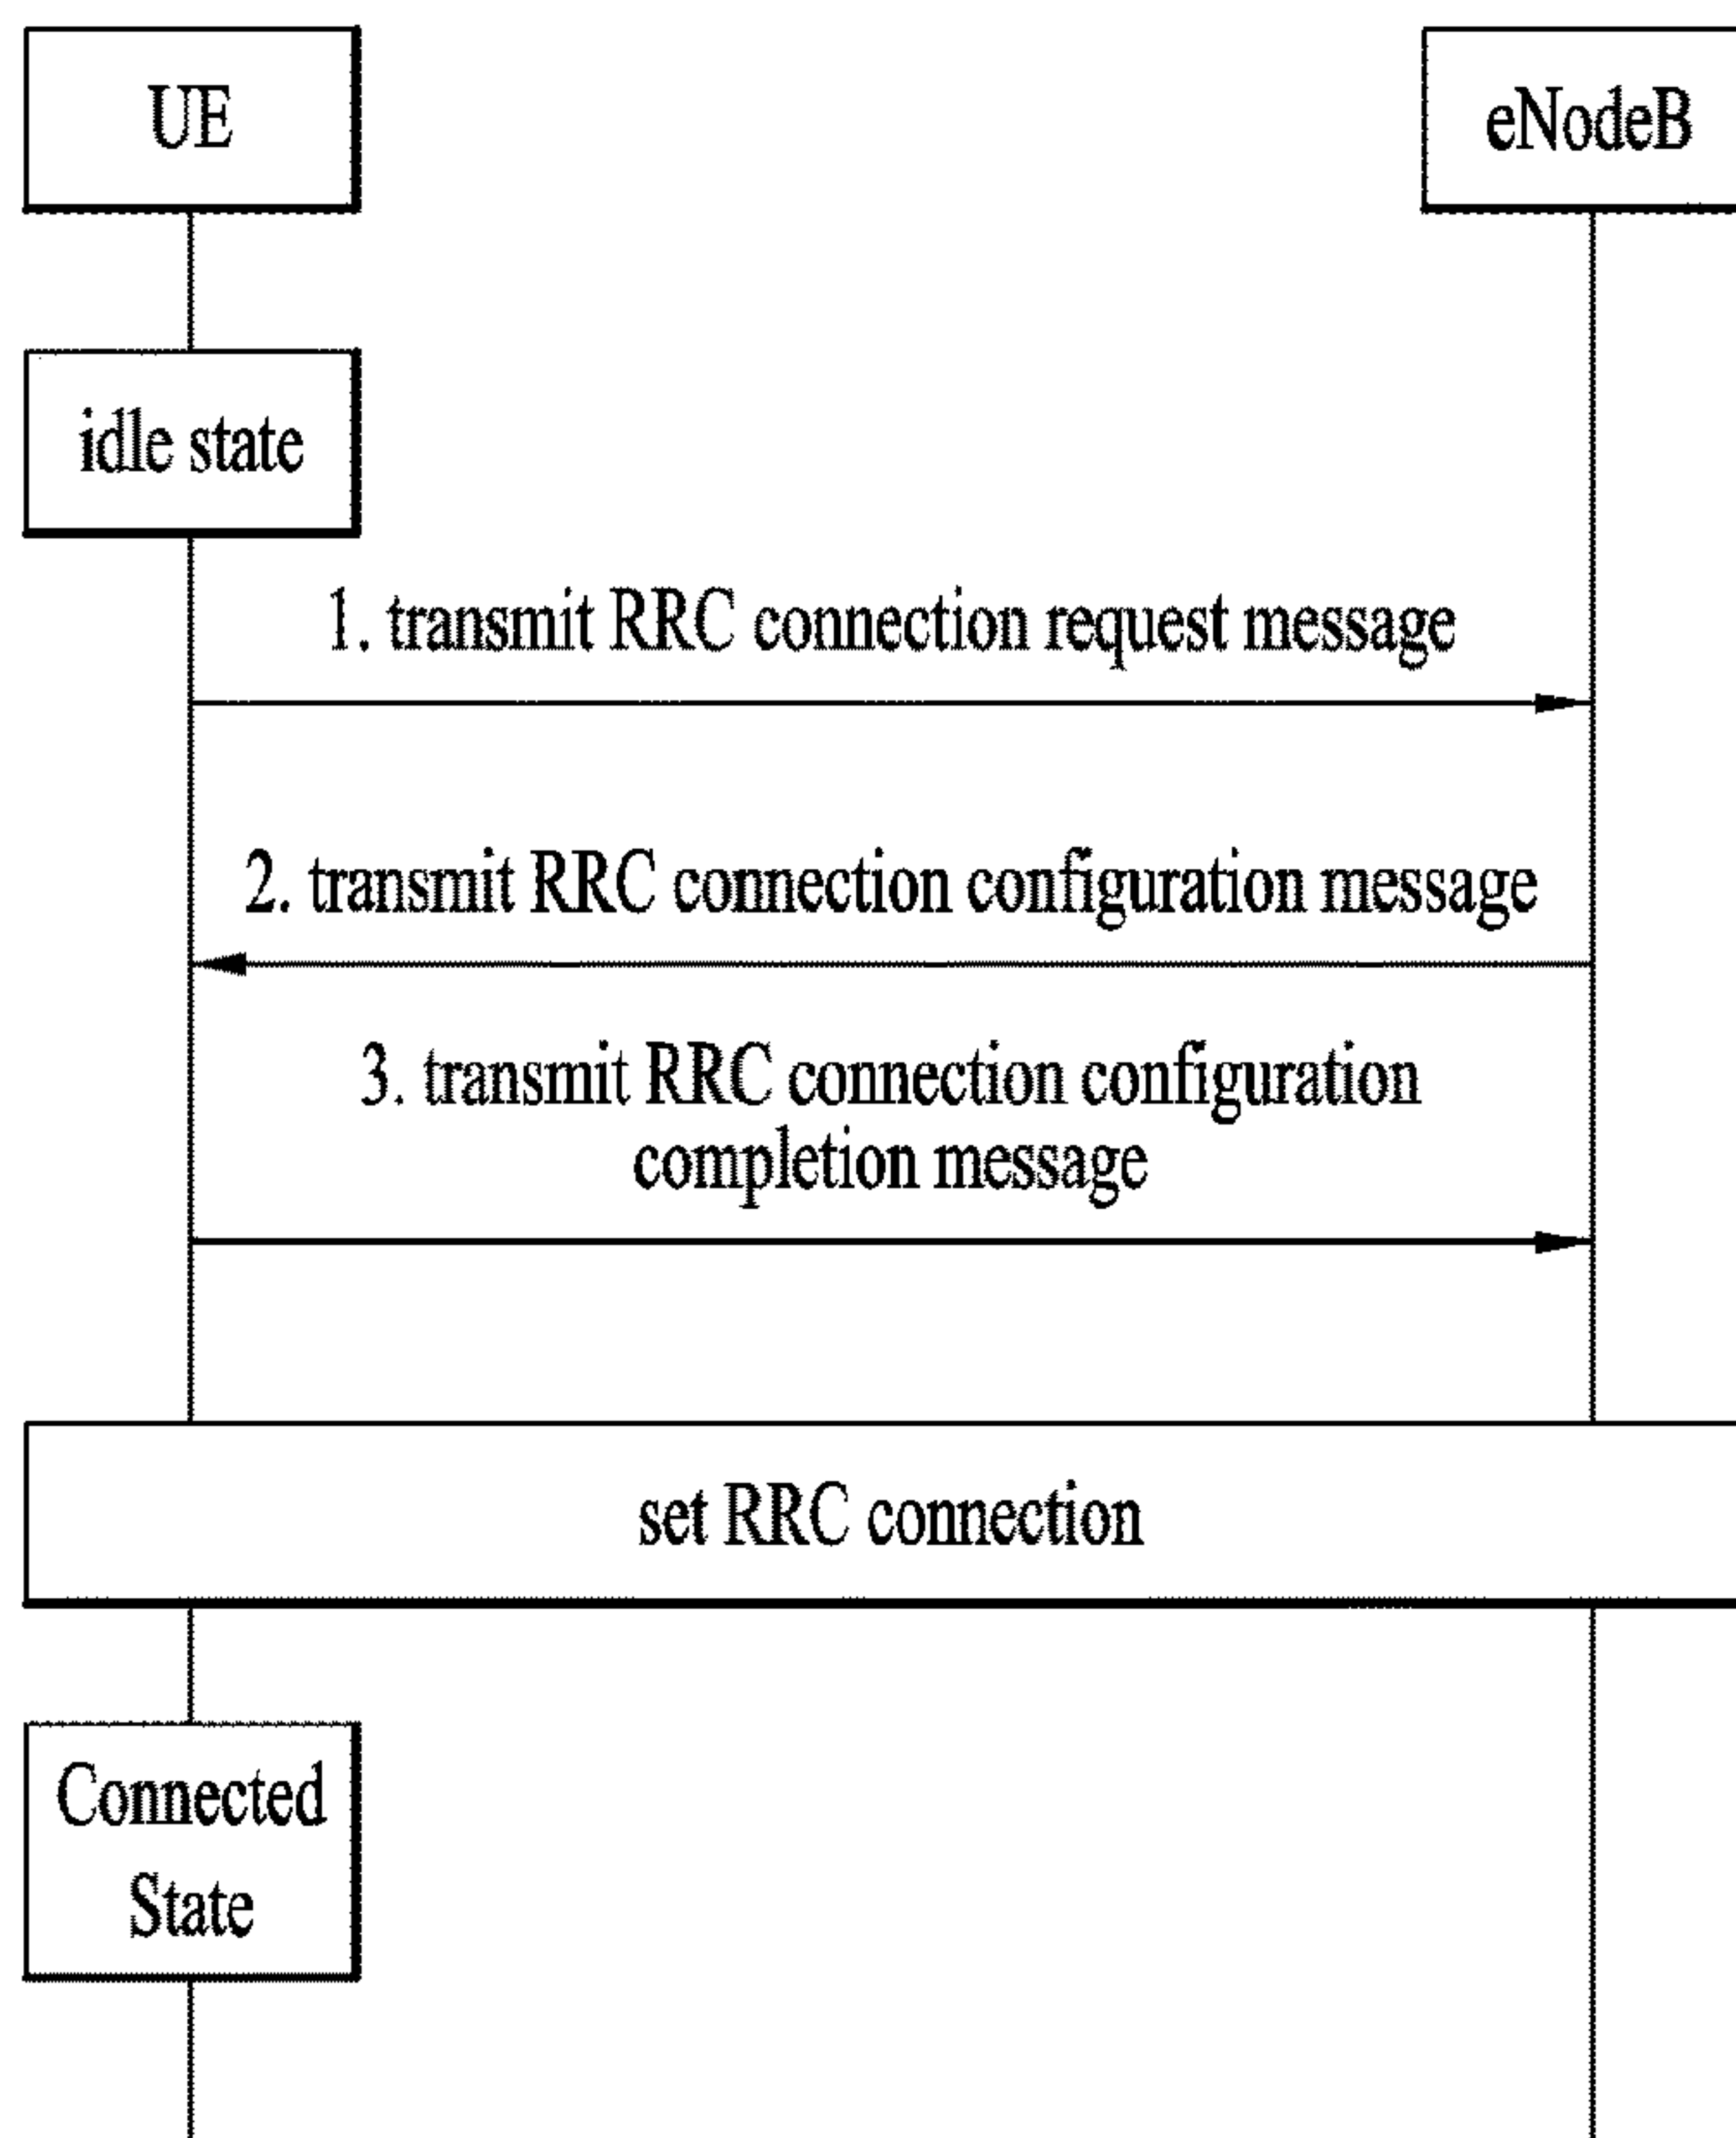 UE
eNodeB
idle state
1. transmit RRC connection request message
2. transmit RRC connection configuration message
3. transmit RRC connection configuration
completion message
set RRC connection
Connected
State